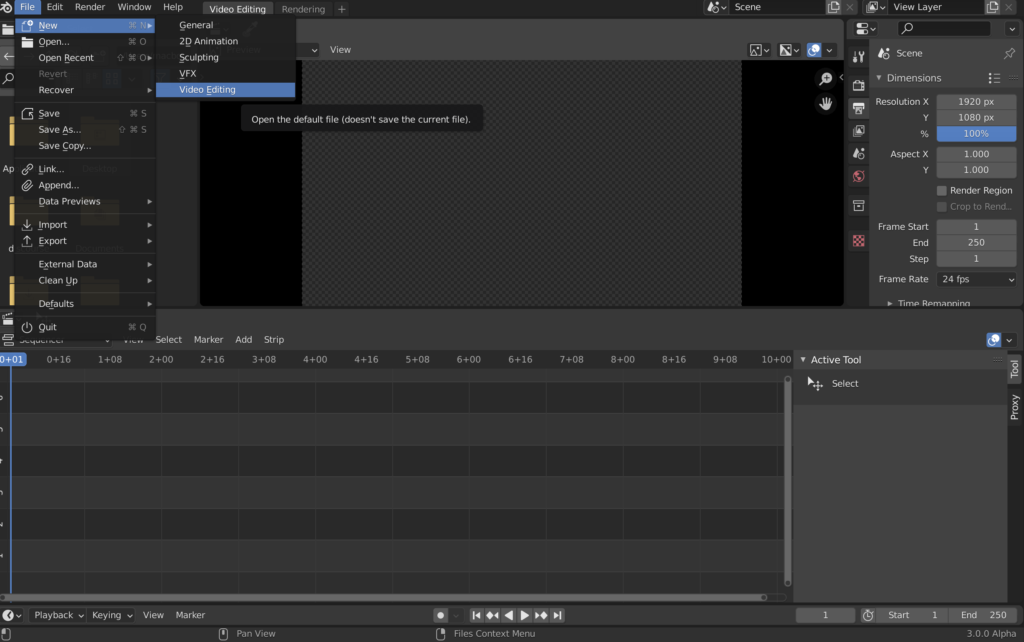 File Edit Render Window Help Video Editing Rendering + Scene View Layer
New ⌘ N
General
Open... ⌘ O
2D Animation
Open Recent ⇧ ⌘ O
Sculpting
Revert
VFX
Recover
Video Editing
View
Open the default file (doesn't save the current file).
Save ⌘ S
Save As... ⇧ ⌘ S
Save Copy...
Link...
Append...
Data Previews
Import
Export
External Data
Clean Up
Defaults
Quit ⌘ Q
Scene
Dimensions
Resolution X 1920 px
Y 1080 px
% 100%
Aspect X 1.000
Y 1.000
Render Region
Crop to Rend...
Frame Start 1
End 250
Step 1
Frame Rate 24 fps
Time Remapping
Sequencer View Select Marker Add Strip
0+01 0+16 1+08 2+00 2+16 3+08 4+00 4+16 5+08 6+00 6+16 7+08 8+00 8+16 9+08 10+00
Active Tool
Select
Tool
Proxy
Playback Keying View Marker 1 Start 1 End 250
Pan View Files Context Menu 3.0.0 Alpha